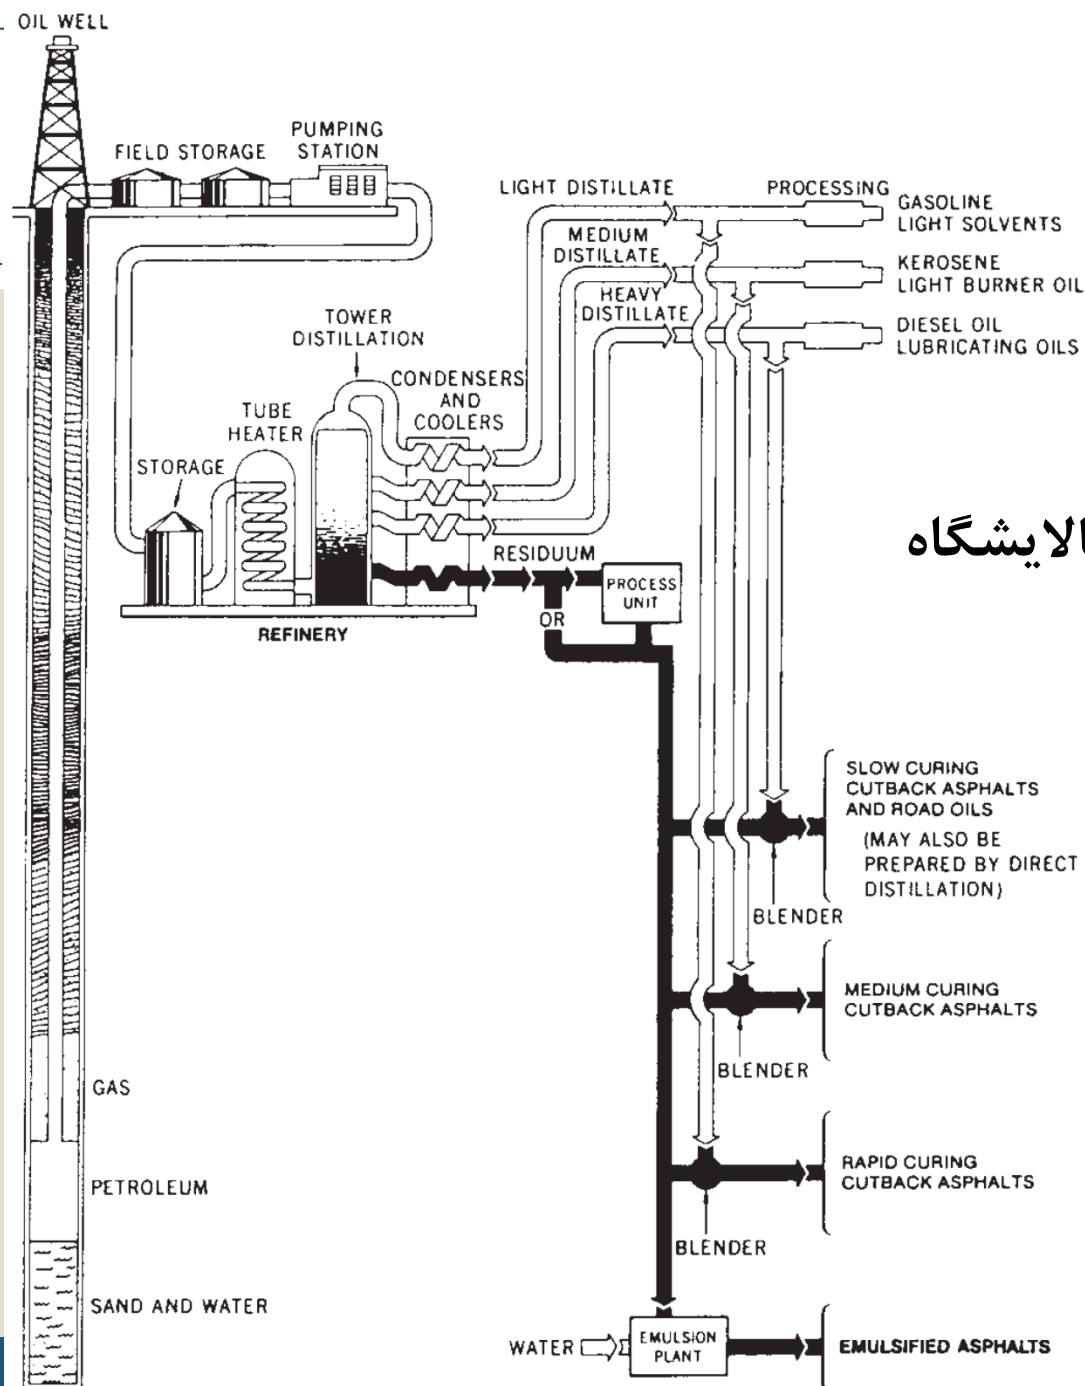 OIL WELL
FIELD STORAGE
PUMPING
STATION
LIGHT DISTILLATE
PROCESSING
GASOLINE
LIGHT SOLVENTS
MEDIUM
DISTILLATE
KEROSENE
LIGHT BURNER OIL
HEAVY
DISTILLATE
DIESEL OIL
LUBRICATING OILS
TOWER
DISTILLATION
CONDENSERS
AND
COOLERS
TUBE
HEATER
STORAGE
RESIDUUM
PROCESS
UNIT
OR
REFINERY
SLOW CURING
CUTBACK ASPHALTS
AND ROAD OILS
(MAY ALSO BE
PREPARED BY DIRECT
DISTILLATION)
BLENDER
MEDIUM CURING
CUTBACK ASPHALTS
BLENDER
GAS
RAPID CURING
CUTBACK ASPHALTS
PETROLEUM
BLENDER
SAND AND WATER
WATER
EMULSION
PLANT
EMULSIFIED ASPHALTS